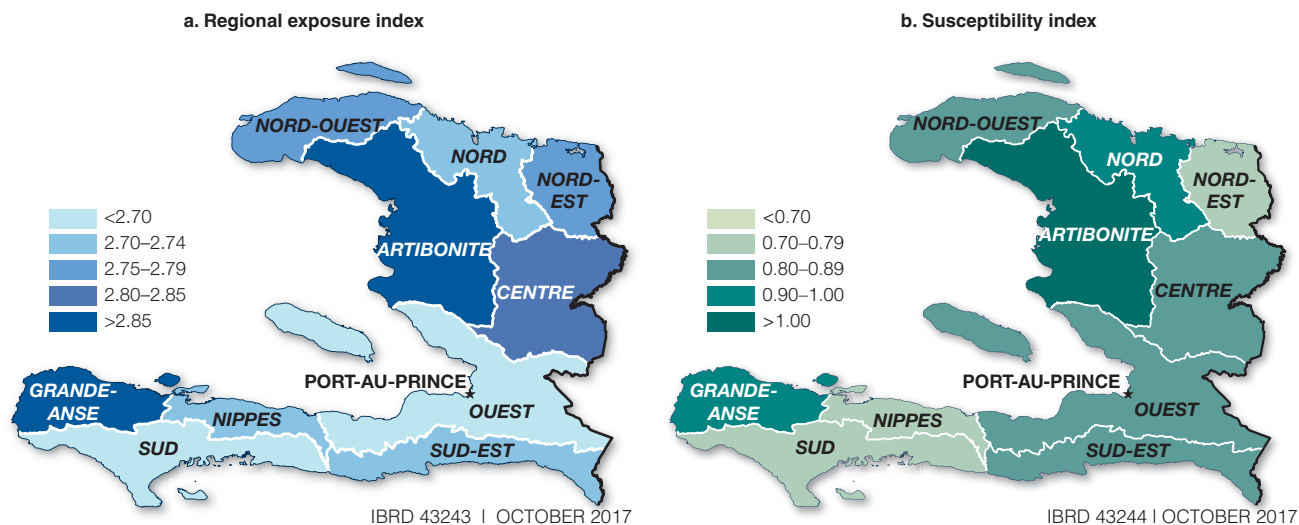 a. Regional exposure index
NORD-OUEST
NORD
NORD-
EST
<2.70
2.70–2.74
2.75–2.79
2.80–2.85
>2.85
ARTIBONITE
CENTRE
PORT-AU-PRINCE
GRANDE-
ANSE
OUEST
NIPPES
SUD
SUD-EST
IBRD 43243 | OCTOBER 2017
b. Susceptibility index
NORD-OUEST
NORD
NORD-
EST
<0.70
0.70–0.79
0.80–0.89
0.90–1.00
>1.00
ARTIBONITE
CENTRE
PORT-AU-PRINCE
GRANDE-
ANSE
OUEST
NIPPES
SUD
SUD-EST
IBRD 43244 | OCTOBER 2017